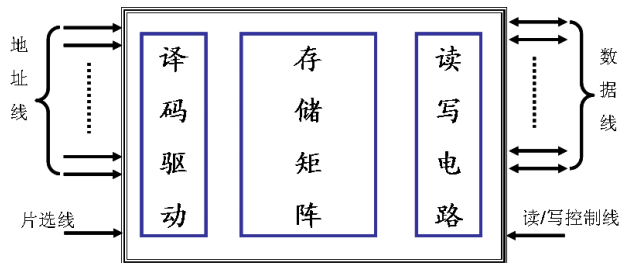 地址线
译码驱动
存储矩阵
读写电路
数据线
片选线
读/写控制线